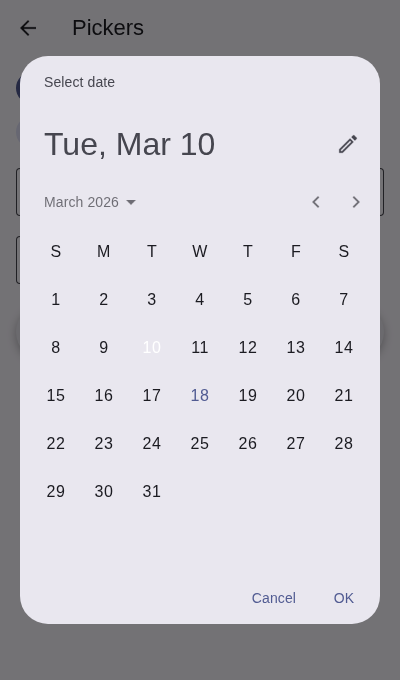 Pickers
Select date
Tue, Mar 10
March 2026
S M T W T F S
1 2 3 4 5 6 7
8 9 10 11 12 13 14
15 16 17 18 19 20 21
22 23 24 25 26 27 28
29 30 31
Cancel OK